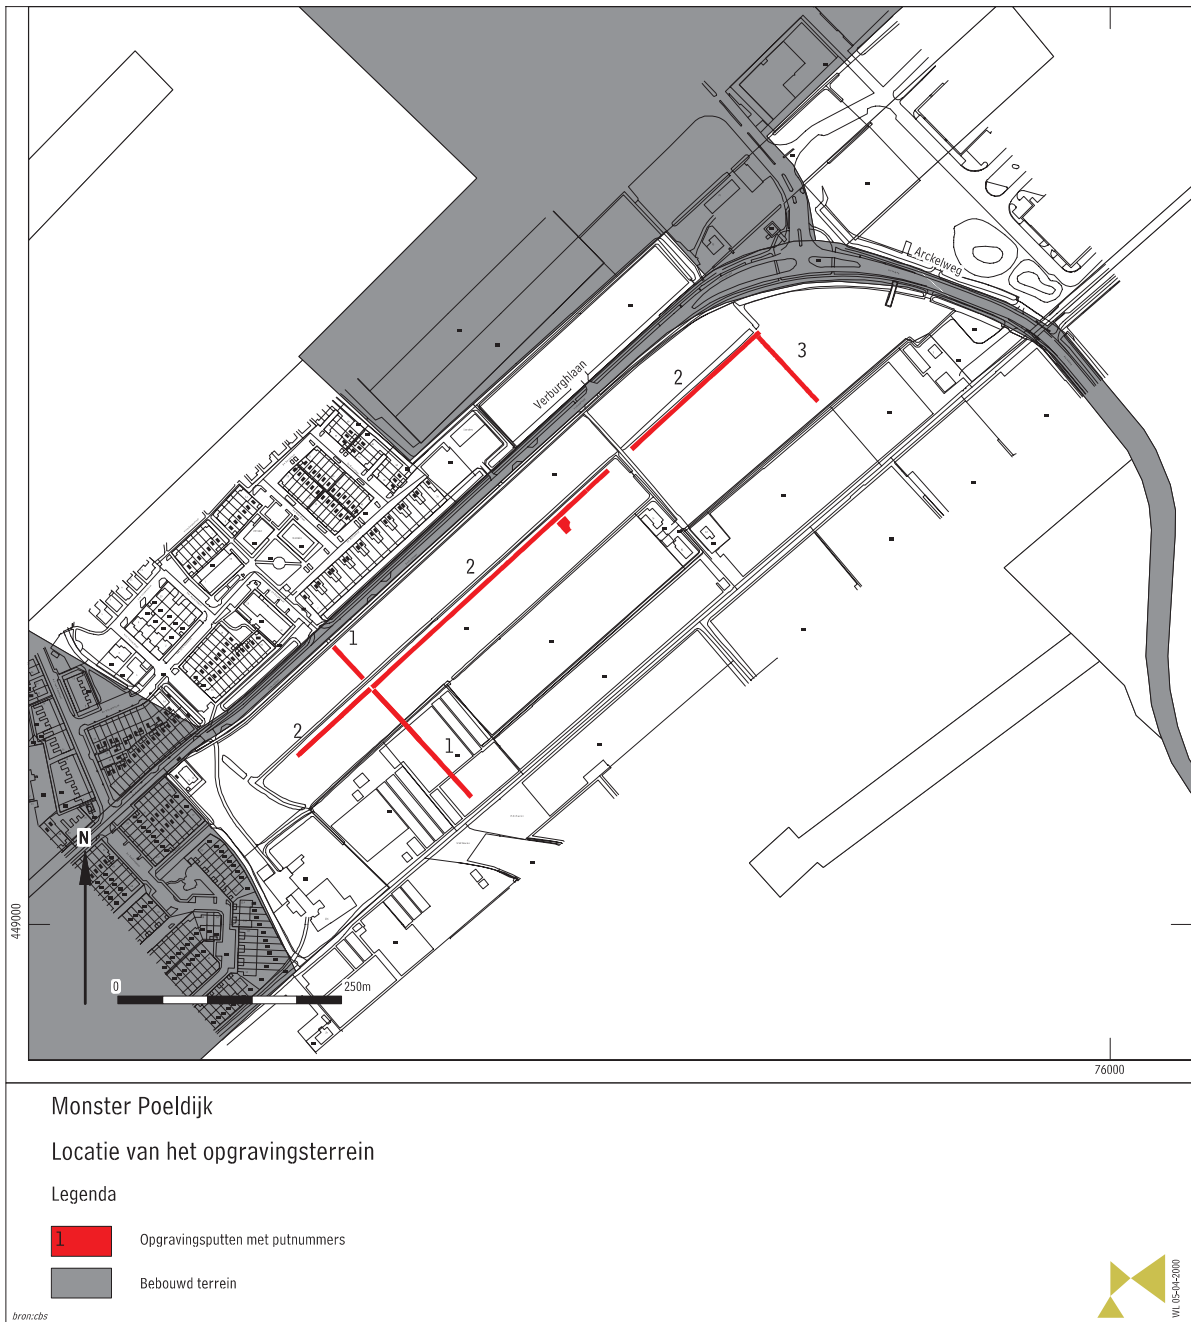 Arckelweg
3
2
Verburghlaan
2
1
2
1
N
449000
0
250m
76000
Monster Poeldijk
Locatie van het opgravingsterrein
Legenda
1
Opgravingsputten met putnummers
Bebouwd terrein
bron:cbs
WL 05-04-2000